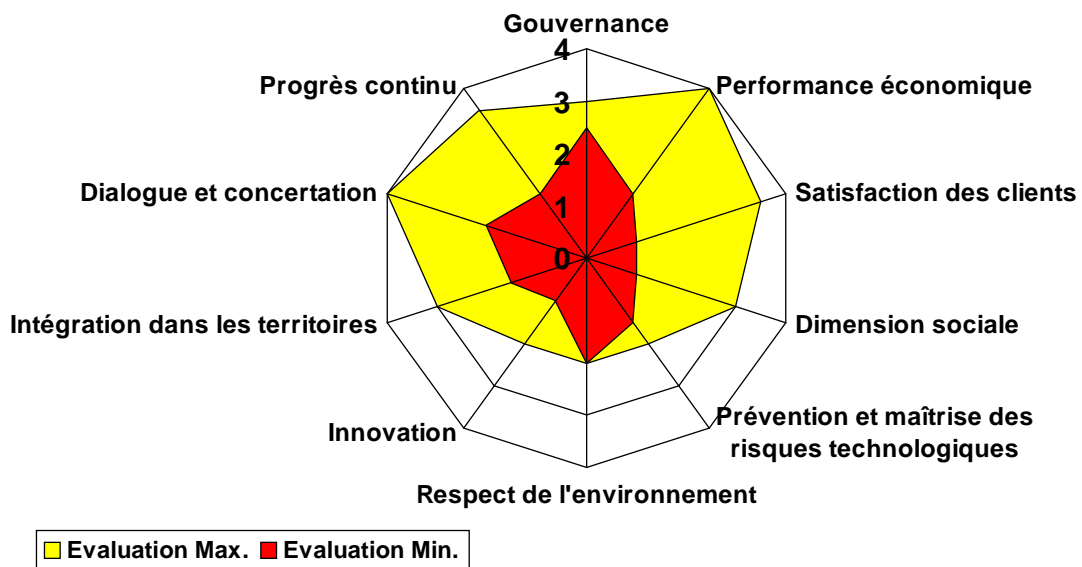 Gouvernance
4
Progrès continu
Performance économique
3
2
Dialogue et concertation
Satisfaction des clients
1
0
Intégration dans les territoires
Dimension sociale
Innovation
Prévention et maîtrise des
risques technologiques
Respect de l'environnement
Evaluation Max.
Evaluation Min.